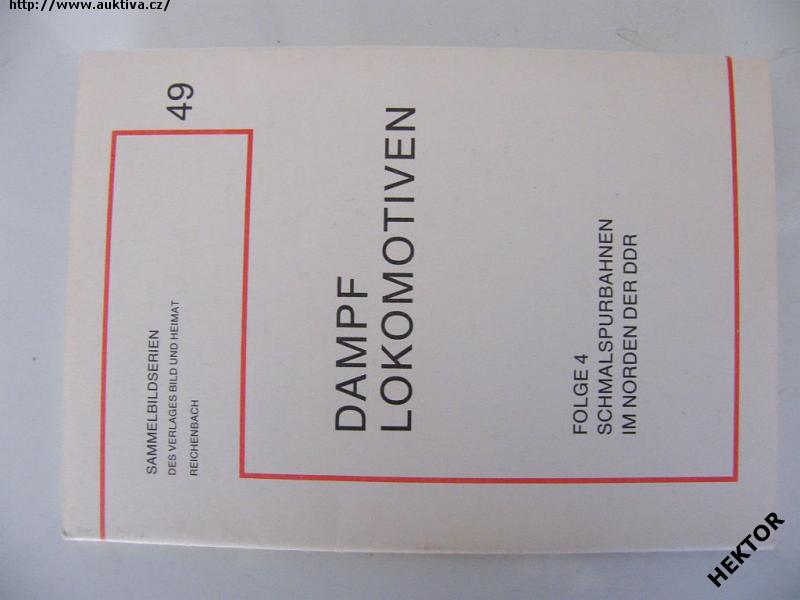 http://www.auktiva.cz/
SAMMELBILDSERIEN
DES VERLAGES BILD UND HEIMAT
REICHENBACH
49
DAMPF
LOKOMOTIVEN
FOLGE 4
SCHMALSPURBAHNEN
IM NORDEN DER DDR
HEKTOR